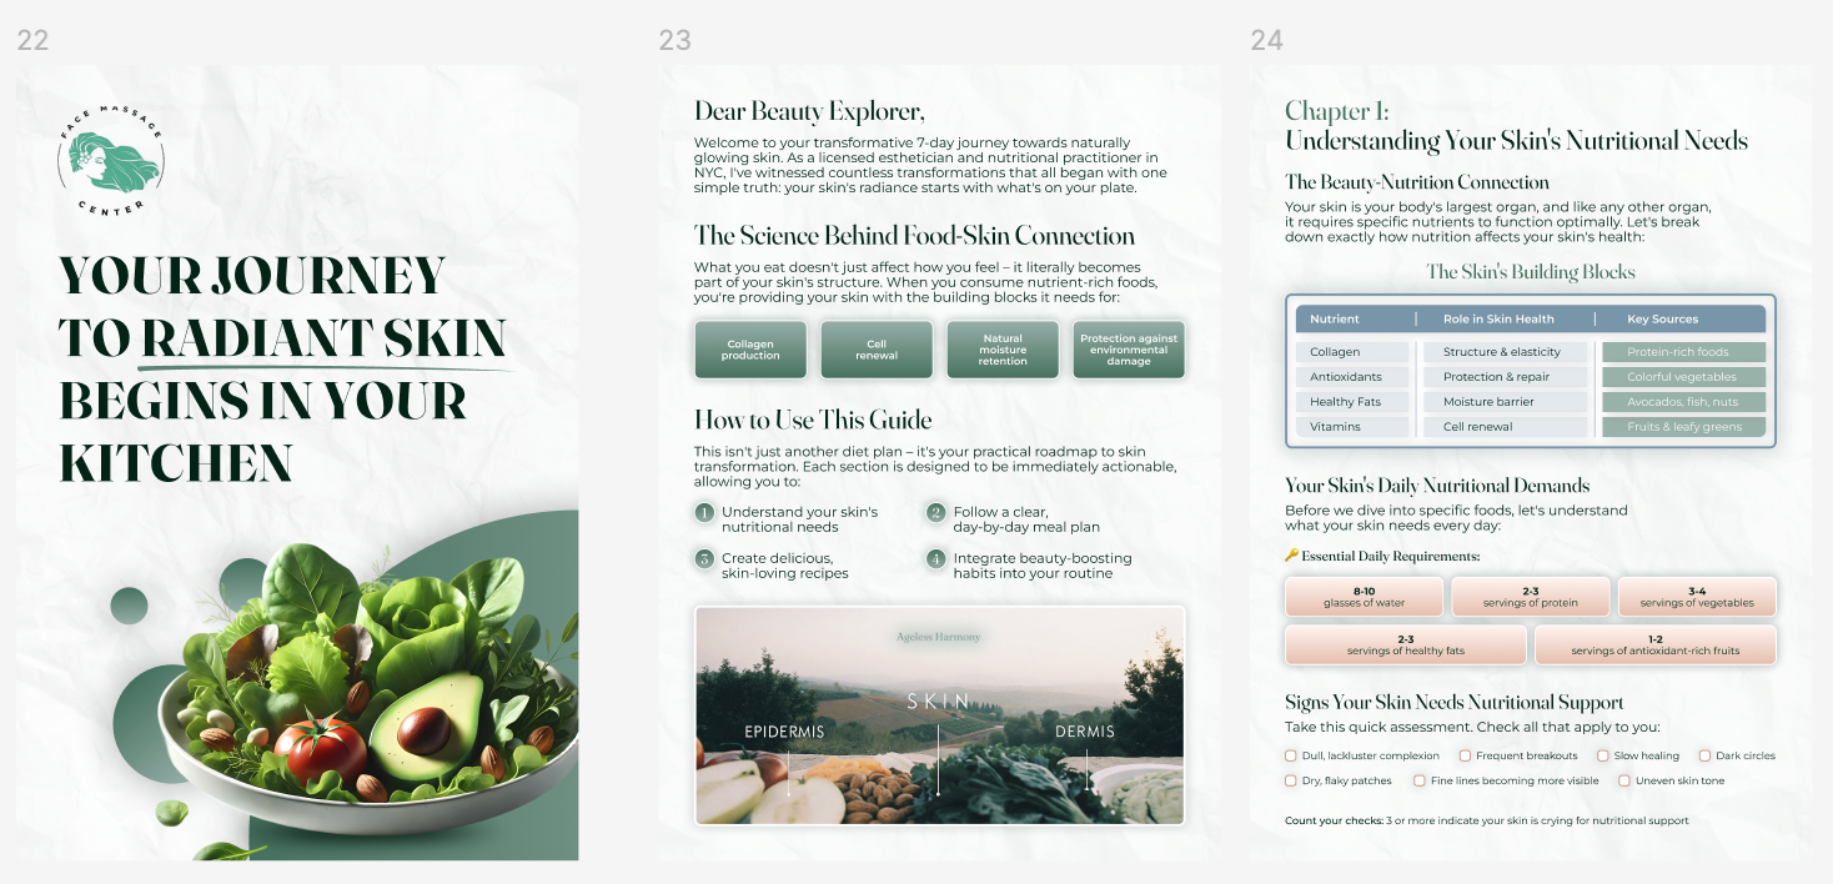 22
FACE MASSAGE
CENTER
YOUR JOURNEY
TO RADIANT SKIN
BEGINS IN YOUR
KITCHEN
23
Dear Beauty Explorer,
Welcome to your transformative 7-day journey towards naturally
glowing skin. As a licensed esthetician and nutritional practitioner in
NYC, I've witnessed countless transformations that all began with one
simple truth: your skin's radiance starts with what's on your plate.
The Science Behind Food-Skin Connection
What you eat doesn't just affect how you feel – it literally becomes
part of your skin's structure. When you consume nutrient-rich foods,
you're providing your skin with the building blocks it needs for:
Collagen
production
Cell
renewal
Natural
moisture
retention
Protection against
environmental
damage
How to Use This Guide
This isn't just another diet plan – it's your practical roadmap to skin
transformation. Each section is designed to be immediately actionable,
allowing you to:
1 Understand your skin's
nutritional needs
2 Follow a clear,
day-by-day meal plan
3 Create delicious,
skin-loving recipes
4 Integrate beauty-boosting
habits into your routine
Ageless Harmony
SKIN
EPIDERMIS
DERMIS
24
Chapter 1:
Understanding Your Skin's Nutritional Needs
The Beauty-Nutrition Connection
Your skin is your body's largest organ, and like any other organ,
it requires specific nutrients to function optimally. Let's break
down exactly how nutrition affects your skin's health:
The Skin's Building Blocks
Nutrient | Role in Skin Health | Key Sources
Collagen Structure & elasticity Protein-rich foods
Antioxidants Protection & repair Colorful vegetables
Healthy Fats Moisture barrier Avocados, fish, nuts
Vitamins Cell renewal Fruits & leafy greens
Your Skin's Daily Nutritional Demands
Before we dive into specific foods, let's understand
what your skin needs every day:
🔑 Essential Daily Requirements:
8-10
glasses of water
2-3
servings of protein
3-4
servings of vegetables
2-3
servings of healthy fats
1-2
servings of antioxidant-rich fruits
Signs Your Skin Needs Nutritional Support
Take this quick assessment. Check all that apply to you:
Dull, lackluster complexion Frequent breakouts Slow healing Dark circles
Dry, flaky patches Fine lines becoming more visible Uneven skin tone
Count your checks: 3 or more indicate your skin is crying for nutritional support